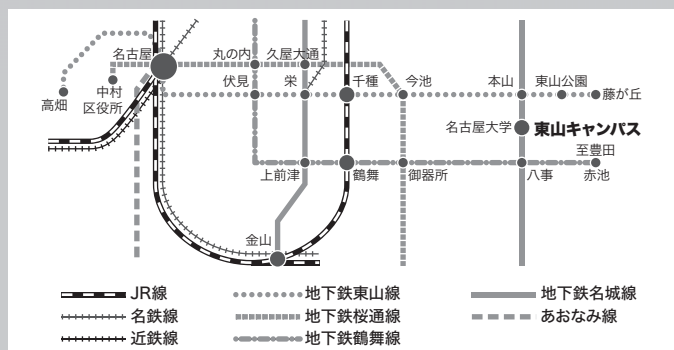 名古屋
丸の内
久屋大通
高畑
中村
区役所
伏見
栄
千種
今池
本山
東山公園
藤が丘
名古屋大学
東山キャンパス
至豊田
上前津
鶴舞
御器所
八事
赤池
金山
JR線
地下鉄東山線
地下鉄名城線
名鉄線
地下鉄桜通線
あおなみ線
近鉄線
地下鉄鶴舞線